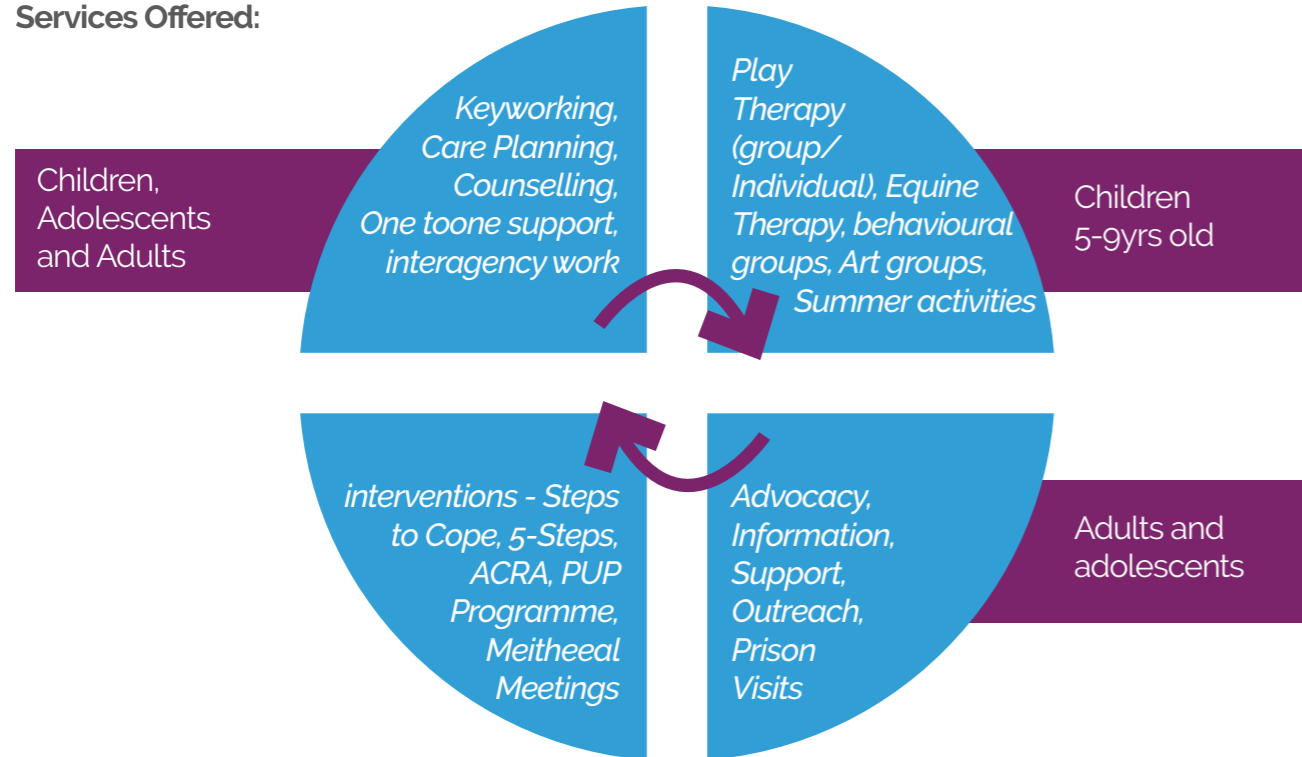 Services Offered:
Children,
Adolescents
and Adults
Keyworking,
Care Planning,
Counselling,
One toone support,
interagency work
Play
Therapy
(group/
Individual), Equine
Therapy, behavioural
groups, Art groups,
Summer activities
Children
5-9yrs old
interventions - Steps
to Cope, 5-Steps,
ACRA, PUP
Programme,
Meitheeal
Meetings
Advocacy,
Information,
Support,
Outreach,
Prison
Visits
Adults and
adolescents